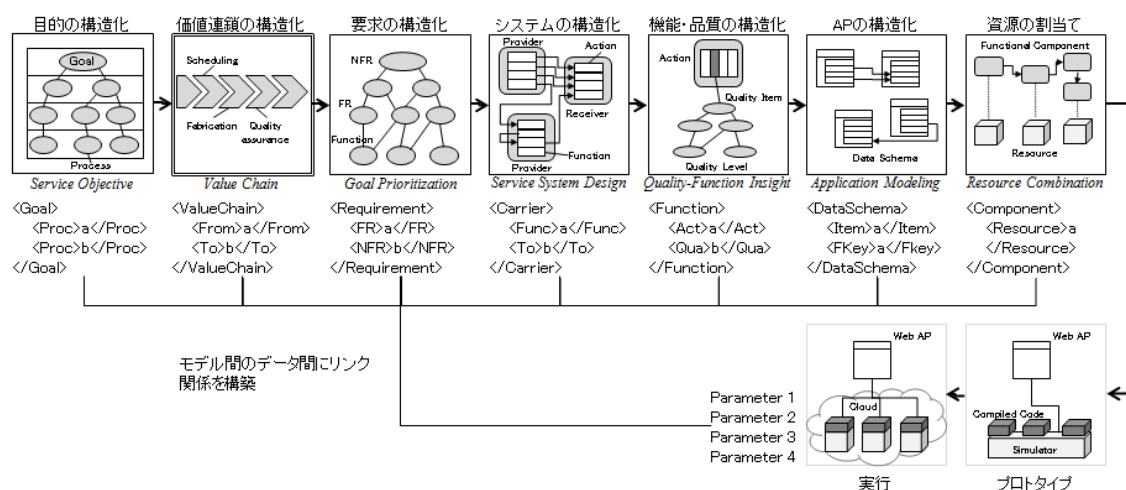 目的の構造化
価値連鎖の構造化
要求の構造化
システムの構造化
機能・品質の構造化
APの構造化
資源の割当て
Goal
Process
Scheduling
Fabrication
Quality
assurance
NFR
FR
Function
Provider
Action
Receiver
Provider
Function
Action
Quality Item
Quality Level
Data Schema
Functional Component
Resource
Service Objective
Value Chain
Goal Prioritization
Service System Design
Quality-Function Insight
Application Modeling
Resource Combination
<Goal>
<Proc>a</Proc>
<Proc>b</Proc>
</Goal>
<ValueChain>
<From>a</From>
<To>b</To>
</ValueChain>
<Requirement>
<FR>a</FR>
<NFR>b</NFR>
</Requirement>
<Carrier>
<Func>a</Func>
<To>b</To>
</Carrier>
<Function>
<Act>a</Act>
<Qua>b</Qua>
</Function>
<DataSchema>
<Item>a</Item>
<FKey>a</Fkey>
</DataSchema>
<Component>
<Resource>a
</Resource>
</Component>
モデル間のデータ間にリンク
関係を構築
Parameter 1
Parameter 2
Parameter 3
Parameter 4
Web AP
Cloud
実行
Web AP
Compiled Code
Simulator
プロトタイプ